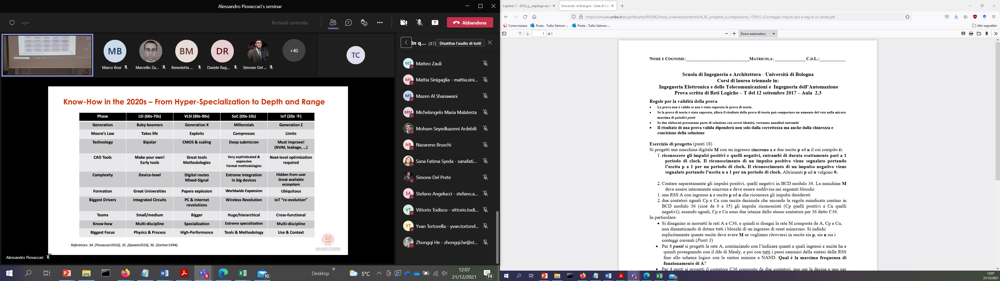 Alessandro Piovaccari's seminar
--:--
Richiedi controllo
Abbandona
MB
BM
DR
+40
TC
Marco Bosi
Marcello Za...
Benedetta ...
Davide Rag...
Simone Del ...
In q... (47)
Disattiva l'audio di tutti
MZ Matteo Zauli
MS Mattia Sinigaglia - mattia.sini...
MS Mazen Al Shanawani
MM Michelangelo Maria Malatesta
Mohsen Seyedkazemi Ardebili
NB Nazareno Bruschi
Sana Fatima Syeda - sanafati...
Simone Del Prete
SA Stefano Angelucci - stefano.a...
VT Vittorio Todisco - vittorio.todi...
YT Yvan Tortorella - yvan.tortorel...
Zhongqi He - zhongqi.he@st...
Know-How in the 2020s – From Hyper-Specialization to Depth and Range
Phase LSI (60s-70s) VLSI (80s-90s) SoC (00s-10s) IoT (20s →)
Generation Baby boomers Generation X Millennials Generation Z
Moore's Law Takes life Exploits Compresses Limits
Technology Bipolar CMOS & scaling Deep submicron Must improve!
(NVM, leakage, ...)
CAD Tools Make your own! Great tools Very sophisticated & Next-level optimization
Early tools Methodologies expensive required
Formal methodologies
Complexity Device-level Digital routes Extreme integration Hidden from user
Mixed-Signal In big devices Great available
ecosystem
Formation Great Universities Papers explosion Worldwide Expansion Ubiquitous
Biggest Drivers Integrated Circuits PC & Internet Wireless Revolution IoT “re-evolution”
revolutions
Teams Small/medium Bigger Huge/hierarchical Cross-functional
Know-how Multi-discipline Specialization Extreme specialization Multi-discipline
Biggest Focus Physics & Process High-Performance Tools & Methodology Use & Context
References: 34. [Piovaccari2016], 35. [Epstein2019], 36. {Gartner1994].
ALMA MATER STUDIORUM
UNIVERSITÀ DI BOLOGNA
Alessandro Piovaccari
9
10
Desktop
5°C
12:07
21/12/2021
14
Capitolo 7 - 2018_q__riepilogo eser
Universita' di Bologna - Sede di Ces
https://virtuale.unibo.it/pluginfile.php/955042/mod_unibores/content/0/4_RL_progetto_e_integrazione_170912 (Conteggio impulsi pos e neg di un clock).pdf
Come iniziare
Posta - Tullio Salmon ...
Posta - Tullio Salmon ...
Altri segnalibri
1 di 1
Zoom automatico
NOME E COGNOME:____________________________MATRICOLA: ______________ C.D.L.:____________
Scuola di Ingegneria e Architettura - Università di Bologna
Corsi di laurea triennale in:
Ingegneria Elettronica e delle Telecomunicazioni e Ingegneria dell'Automazione
Prova scritta di Reti Logiche – T del 12 settembre 2017 – Aula 2.3
Regole per la validità della prova
• La prova non è valida se non è stata superata la prova di teoria.
• Se la prova di teoria è stata superata, allora il risultato della prova di teoria può comportare un aumento del voto nella misura
massima di quindici punti
• Se due elaborati presentano parte di soluzione con errori identici, verranno annullati entrambi
• Il risultato di una prova valida dipenderà non solo dalla correttezza ma anche dalla chiarezza e
concisione della soluzione
Esercizio di progetto (punti 18)
Si progetti una macchina digitale M con un ingresso sincrono x e due uscite p ed n il cui compito è:
1. riconoscere gli impulsi positivi e quelli negativi, entrambi di durata esattamente pari a 1
periodo di clock. Il riconoscimento di un impulso positivo viene segnalato portando
l'uscita p a 1 per un periodo di clock. Il riconoscimento di un impulso negativo viene
segnalato portando l'uscita n a 1 per un periodo di clock. Altrimenti p ed n valgono 0.
2. Contare separatamente gli impulsi positivi, quelli negativi in BCD modulo 36. La macchina M
deve essere interamente sincrona e deve essere suddivisa nei seguenti blocchi:
1. una RSS A con ingresso x e uscite p ed n che riconosca gli impulsi desiderati
2. due contatori uguali Cp e Cn con uscita decimale che secondo la regola suindicata contino in
BCD modulo 36 (cioè da 0 a 35) gli impulsi riconosciuti (Cp quelli positivi e Cn quelli
negativi); essendo uguali, Cp e Cn sono due istanze dello stesso contatore per 36 detto C36.
In particolare:
• Si disegnino ai morsetti le reti A e C36, e quindi si disegni la rete M composta da A, Cp e Cn,
non dimenticando di dotare tutti i blocchi di un ingresso di reset asincrono. Si indichi
esplicitamente quante uscite deve avere M se vogliamo ritrovarci in uscita sia p, sia n sia i
conteggi correnti (Punti 3)
• Per 8 punti si progetti la rete A, cominciando con l'indicare quanti e quali ingressi e uscite ha e
quindi proseguendo con il dds di Mealy, e poi con tutti i passi canonici della sintesi delle RSS
fino allo schema logico con la sintesi minima a NAND. Qual è la massima frequenza di
funzionamento di A?
• Per 4 punti si progetti il contatore C36 composto da due contatori, uno per le decine e uno per
9
10
12:07
21/12/2021